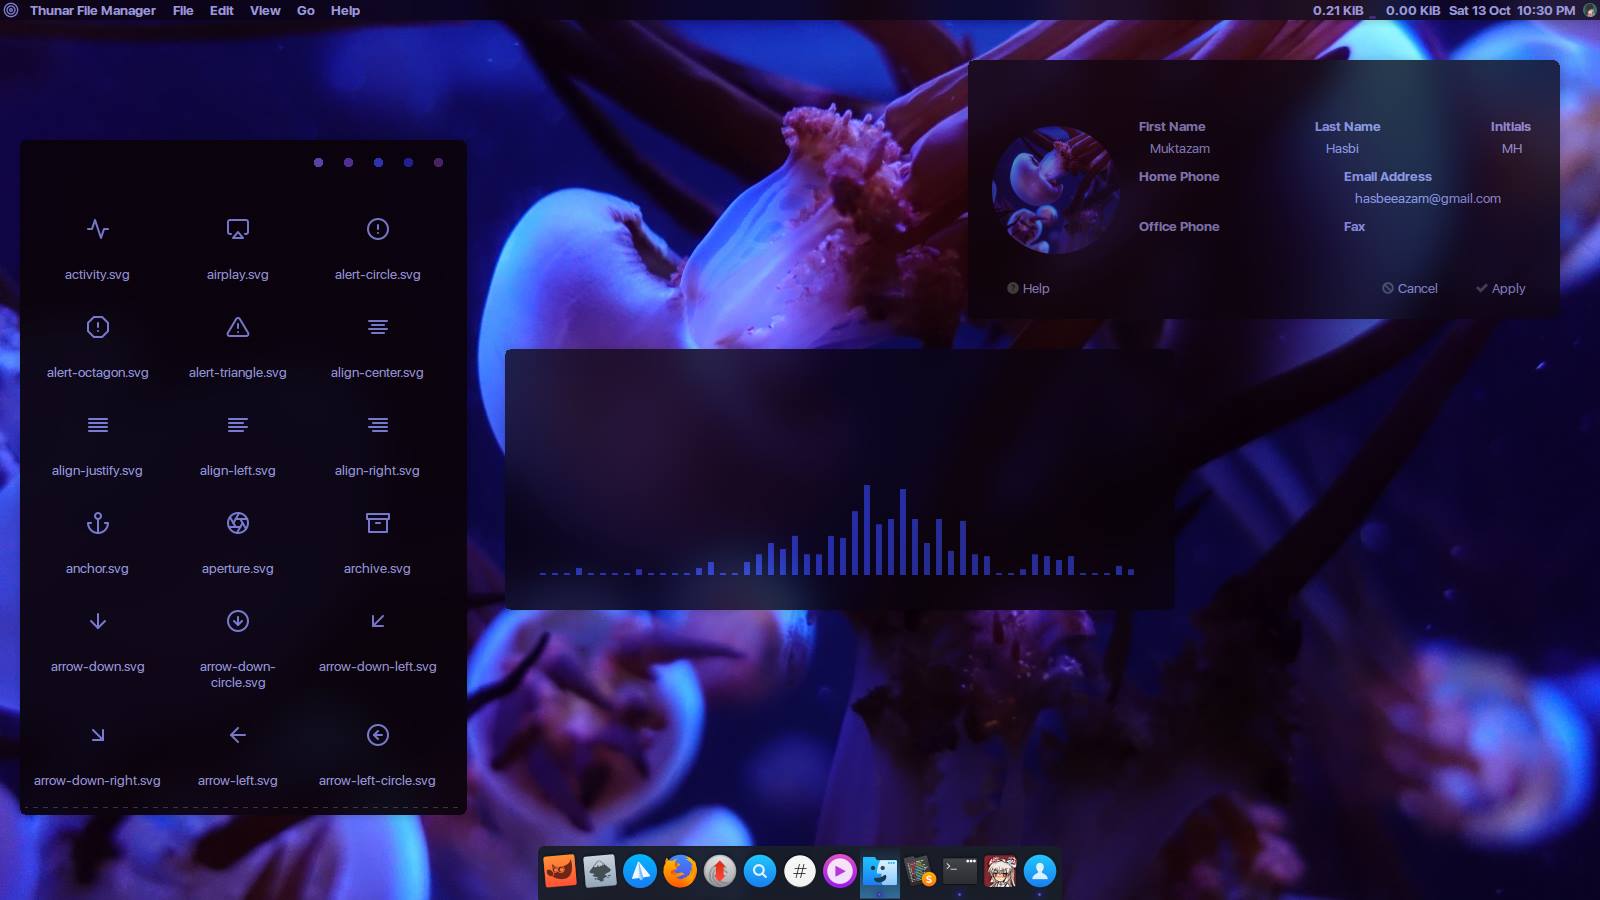 Thunar File Manager File Edit View Go Help 0.21 KiB 0.00 KiB Sat 13 Oct 10:30 PM
First Name Last Name Initials
Muktazam Hasbi MH
Home Phone Email Address
hasbeeazam@gmail.com
Office Phone Fax
Help Cancel Apply
activity.svg airplay.svg alert-circle.svg
alert-octagon.svg alert-triangle.svg align-center.svg
align-justify.svg align-left.svg align-right.svg
anchor.svg aperture.svg archive.svg
arrow-down.svg arrow-down-circle.svg arrow-down-left.svg
arrow-down-right.svg arrow-left.svg arrow-left-circle.svg